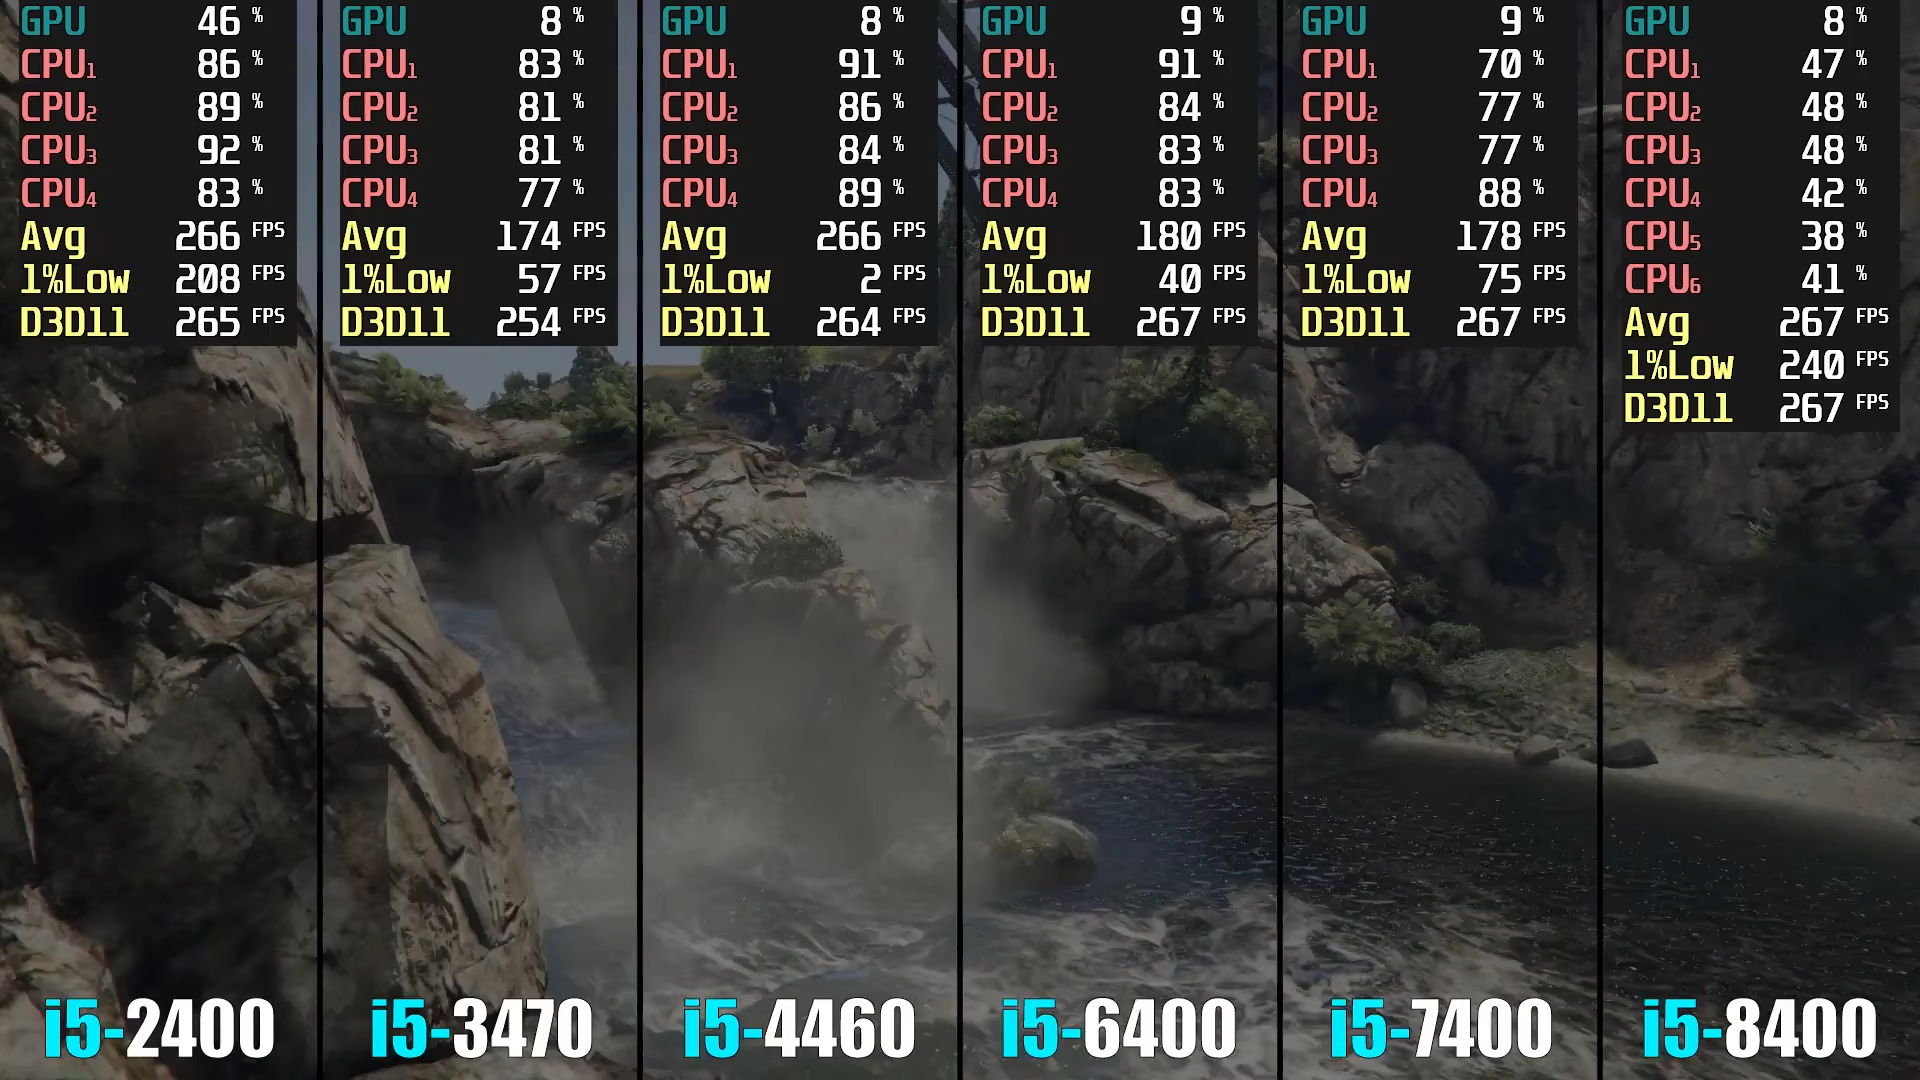 GPU 46 %
CPU1 86 %
CPU2 89 %
CPU3 92 %
CPU4 83 %
Avg 266 FPS
1%Low 208 FPS
D3D11 265 FPS
i5-2400
GPU 8 %
CPU1 83 %
CPU2 81 %
CPU3 81 %
CPU4 77 %
Avg 174 FPS
1%Low 57 FPS
D3D11 254 FPS
i5-3470
GPU 8 %
CPU1 91 %
CPU2 86 %
CPU3 84 %
CPU4 89 %
Avg 266 FPS
1%Low 2 FPS
D3D11 264 FPS
i5-4460
GPU 9 %
CPU1 91 %
CPU2 84 %
CPU3 83 %
CPU4 83 %
Avg 180 FPS
1%Low 40 FPS
D3D11 267 FPS
i5-6400
GPU 9 %
CPU1 70 %
CPU2 77 %
CPU3 77 %
CPU4 88 %
Avg 178 FPS
1%Low 75 FPS
D3D11 267 FPS
i5-7400
GPU 8 %
CPU1 47 %
CPU2 48 %
CPU3 48 %
CPU4 42 %
CPU5 38 %
CPU6 41 %
Avg 267 FPS
1%Low 240 FPS
D3D11 267 FPS
i5-8400